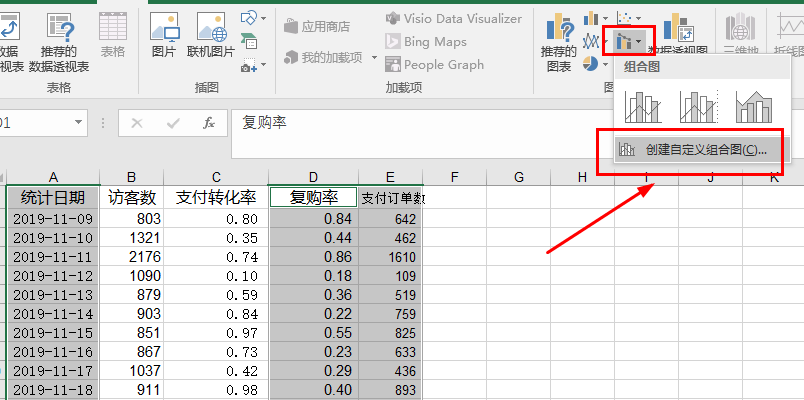 应用商店
我的加载项
Visio Data Visualizer
Bing Maps
People Graph
数据
透视表
推荐的
数据透视表
表格
图片
联机图片
推荐的
图表
数据透视图
三维地
折线图
表格
插图
加载项
组合图
创建自定义组合图(C)...
D1
fx
复购率
A B C D E F G H I J K
统计日期 访客数 支付转化率 复购率 支付订单数
2019-11-09 803 0.80 0.84 642
2019-11-10 1321 0.35 0.44 462
2019-11-11 2176 0.74 0.86 1610
2019-11-12 1090 0.10 0.18 109
2019-11-13 879 0.59 0.36 519
2019-11-14 903 0.84 0.22 759
2019-11-15 851 0.97 0.55 825
2019-11-16 867 0.73 0.23 633
2019-11-17 1037 0.42 0.29 436
2019-11-18 911 0.98 0.40 893